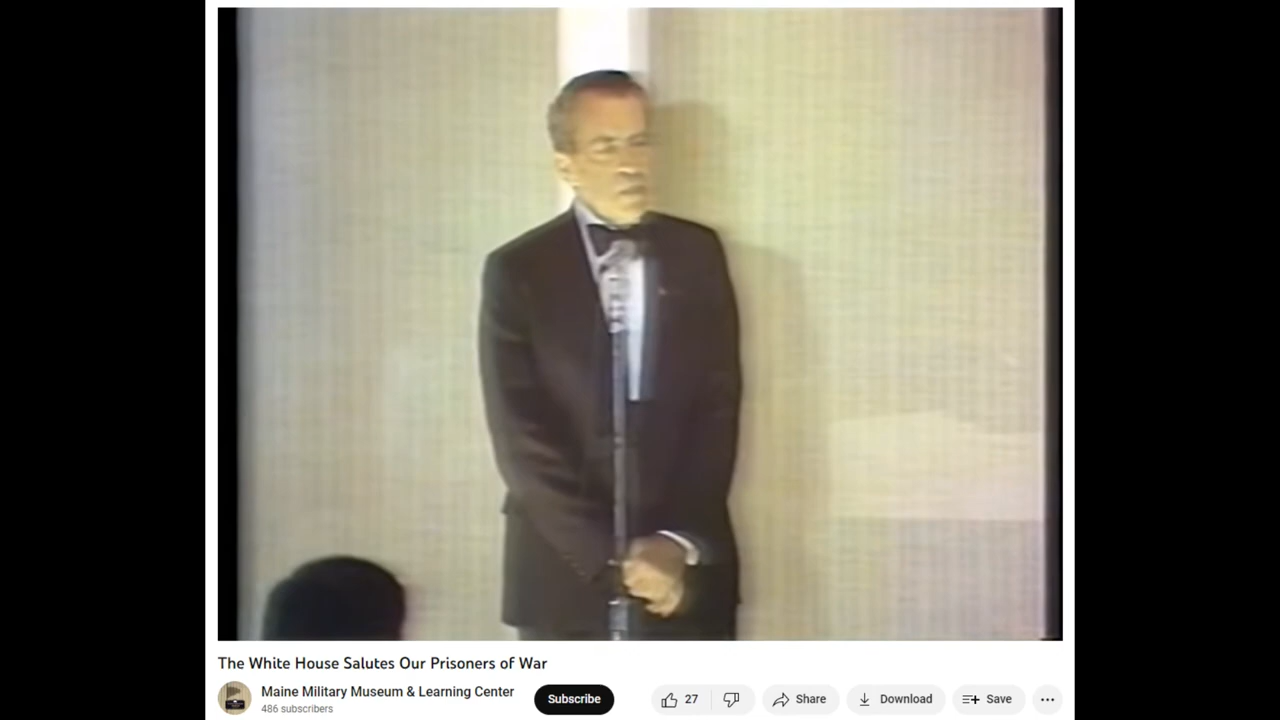 The White House Salutes Our Prisoners of War
Maine Military Museum & Learning Center
486 subscribers
Subscribe
27
Share
Download
Save